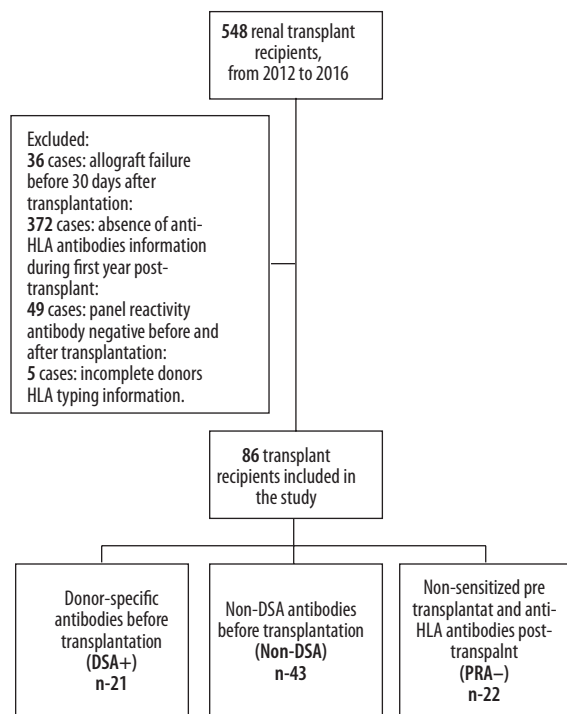 548 renal transplant
recipients,
from 2012 to 2016
Excluded:
36 cases: allograft failure
before 30 days after
transplantation:
372 cases: absence of anti-
HLA antibodies information
during first year post-
transplant:
49 cases: panel reactivity
antibody negative before and
after transplantation:
5 cases: incomplete donors
HLA typing information.
86 transplant
recipients included in
the study
Donor-specific
antibodies before
transplantation
(DSA+)
n-21
Non-DSA antibodies
before transplantation
(Non-DSA)
n-43
Non-sensitized pre
transplantat and anti-
HLA antibodies post-
transpalnt
(PRA–)
n-22